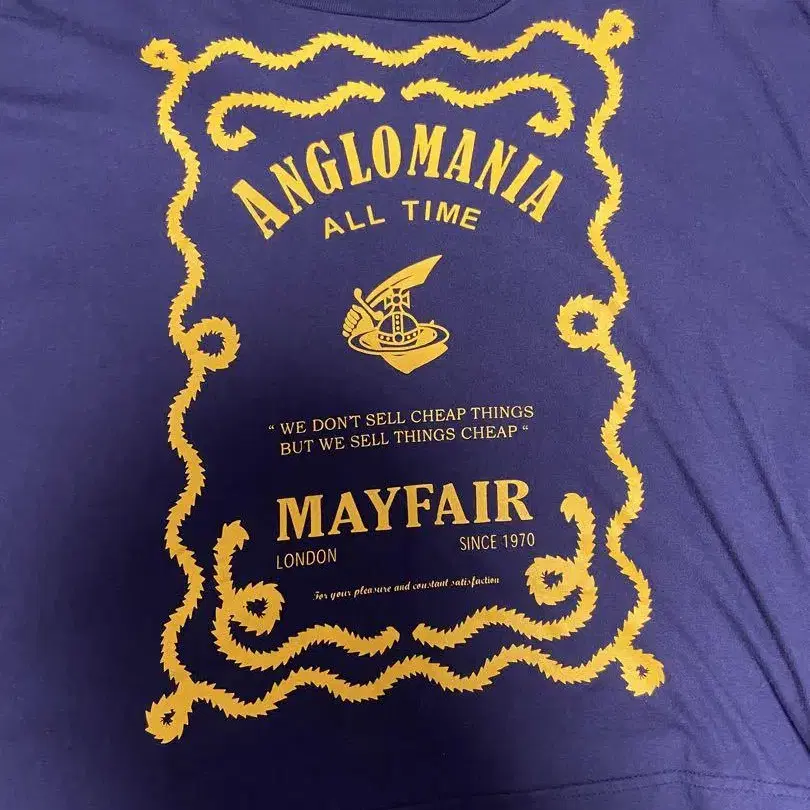 ANGLOMANIA
ALL TIME
“ WE DON'T SELL CHEAP THINGS
BUT WE SELL THINGS CHEAP “
MAYFAIR
LONDON SINCE 1970
For your pleasure and constant satisfaction